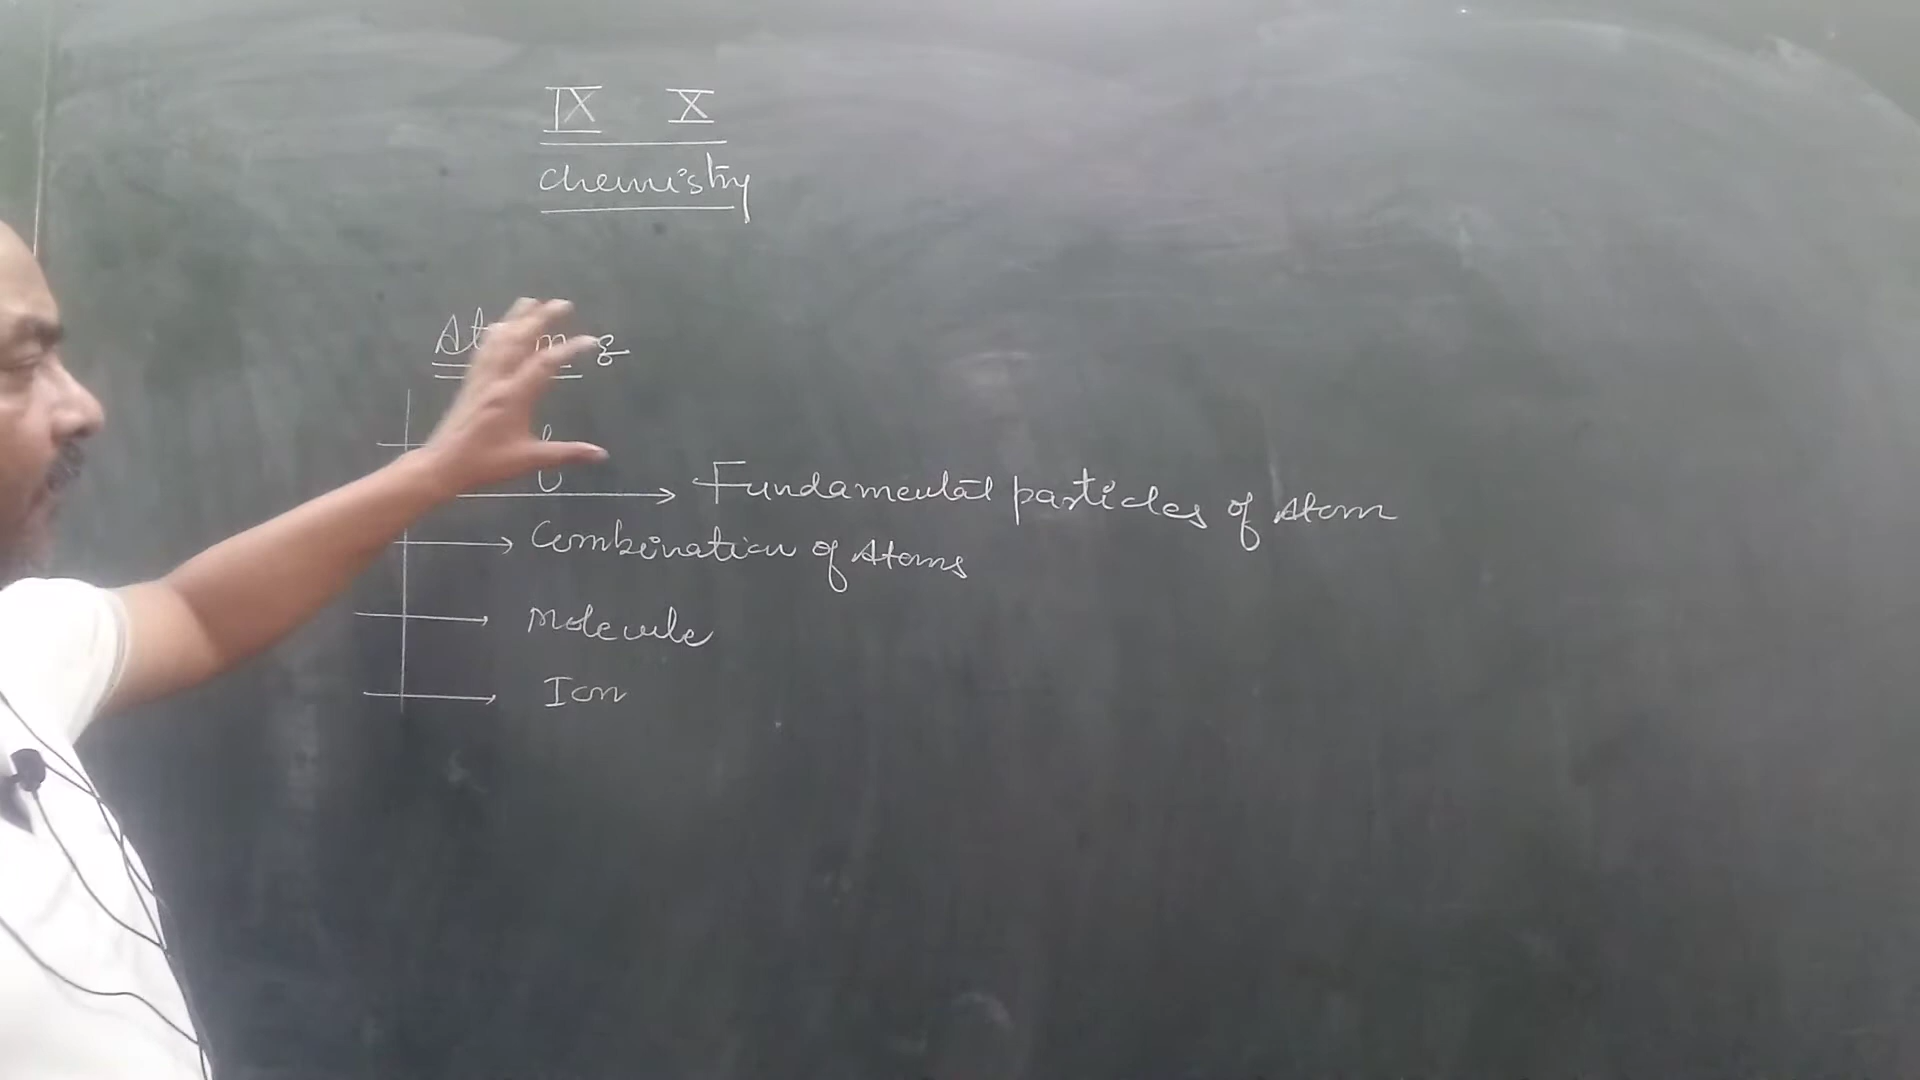 IX X
chemistry
Fundamental particles of Atom
Combination of Atoms
Molecule
Ion